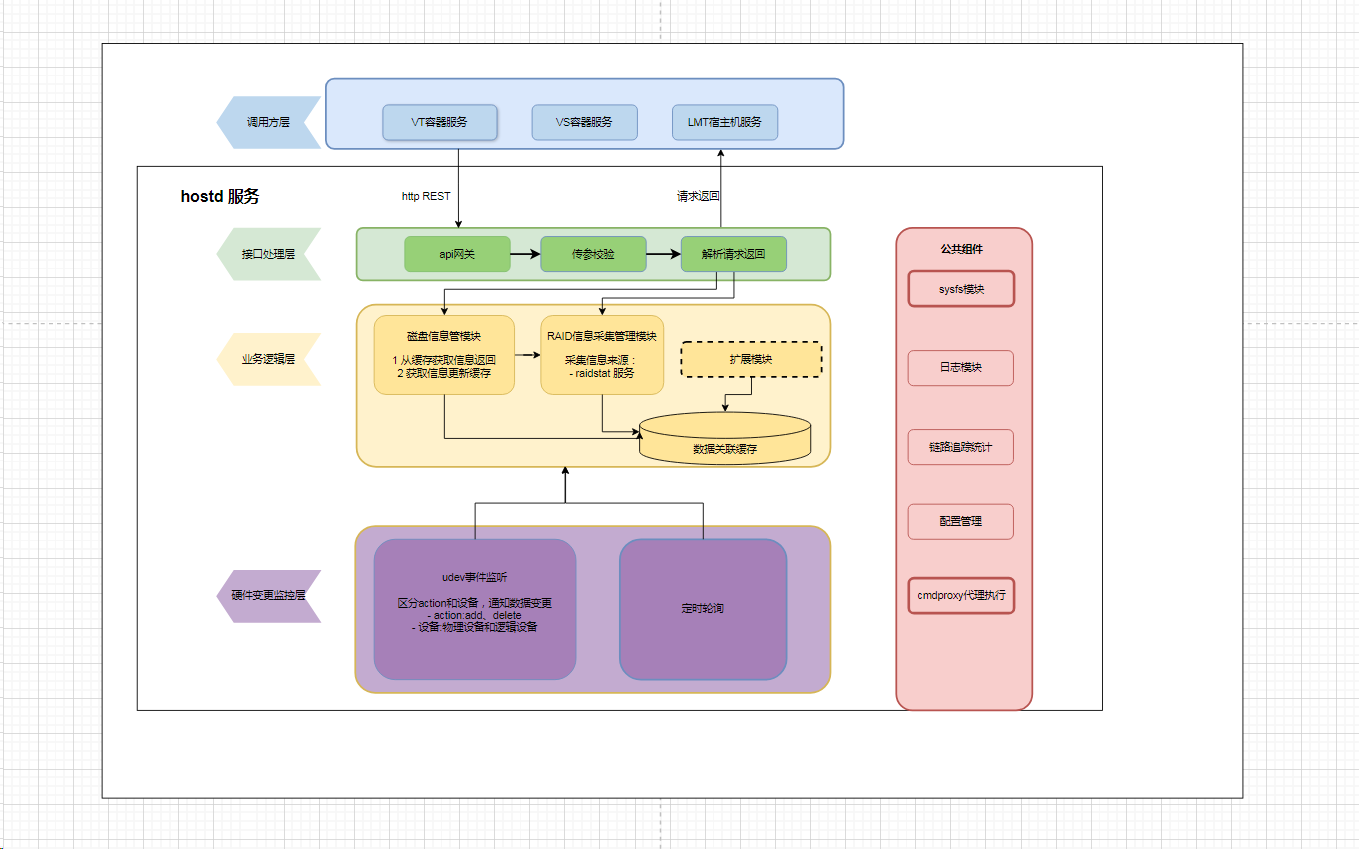 调用方层
VT容器服务
VS容器服务
LMT宿主机服务
hostd 服务
http REST
请求返回
接口处理层
api网关
传参校验
解析请求返回
业务逻辑层
磁盘信息管模块
1 从缓存获取信息返回
2 获取信息更新缓存
RAID信息采集管理模块
采集信息来源：
- raidstat 服务
扩展模块
数据关联缓存
硬件变更监控层
udev事件监听
区分action和设备，通知数据变更
- action:add、delete
- 设备:物理设备和逻辑设备
定时轮询
公共组件
sysfs模块
日志模块
链路追踪统计
配置管理
cmdproxy代理执行